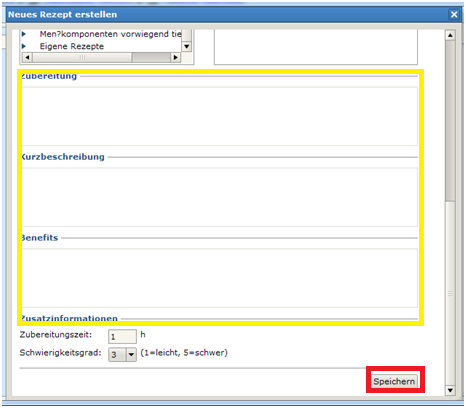 Neues Rezept erstellen
Men?komponenten vorwiegend tie
Eigene Rezepte
Zubereitung
Kurzbeschreibung
Benefits
Zusatzinformationen
Zubereitungszeit: 1 h
Schwierigkeitsgrad: 3 (1=leicht, 5=schwer)
Speichern